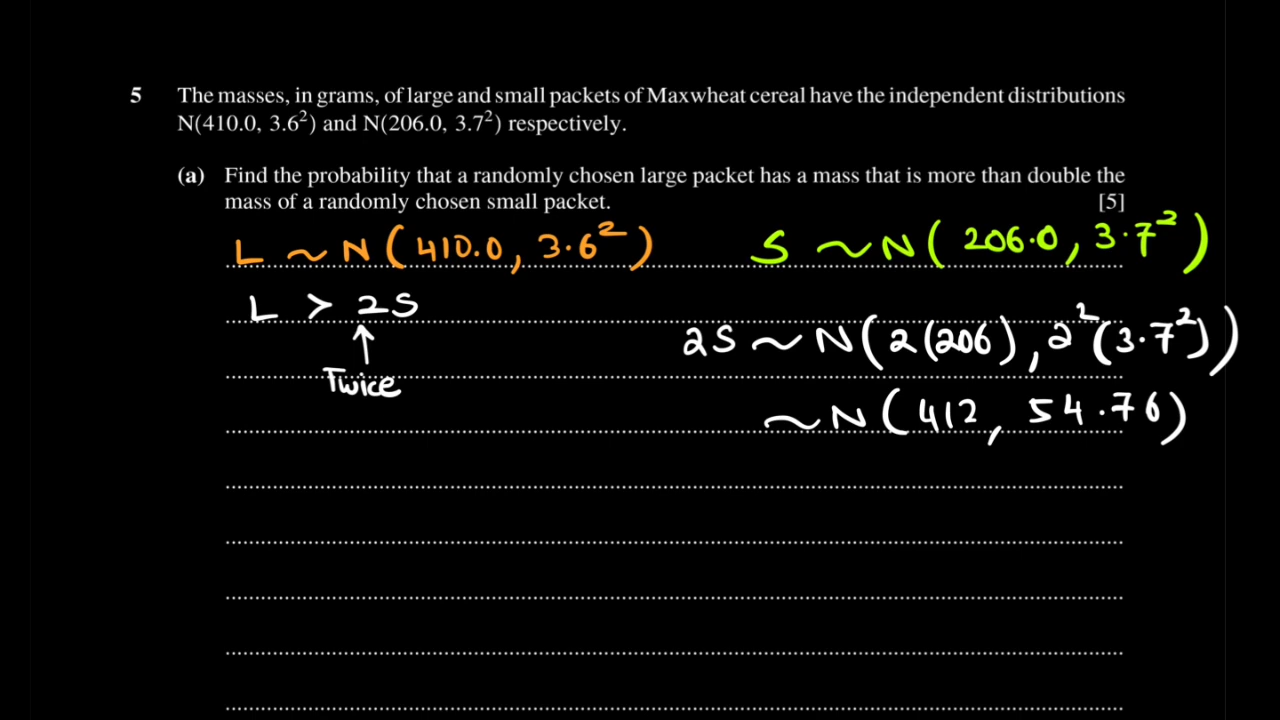 5 The masses, in grams, of large and small packets of Maxwheat cereal have the independent distributions
N(410.0, 3.6²) and N(206.0, 3.7²) respectively.
(a) Find the probability that a randomly chosen large packet has a mass that is more than double the
mass of a randomly chosen small packet. [5]
L ~ N(410.0, 3.6²) S ~ N(206.0, 3.7²)
L > 2S
↑
Twice
2S ~ N(2(206), 2²(3.7²))
~ N(412, 54.76)